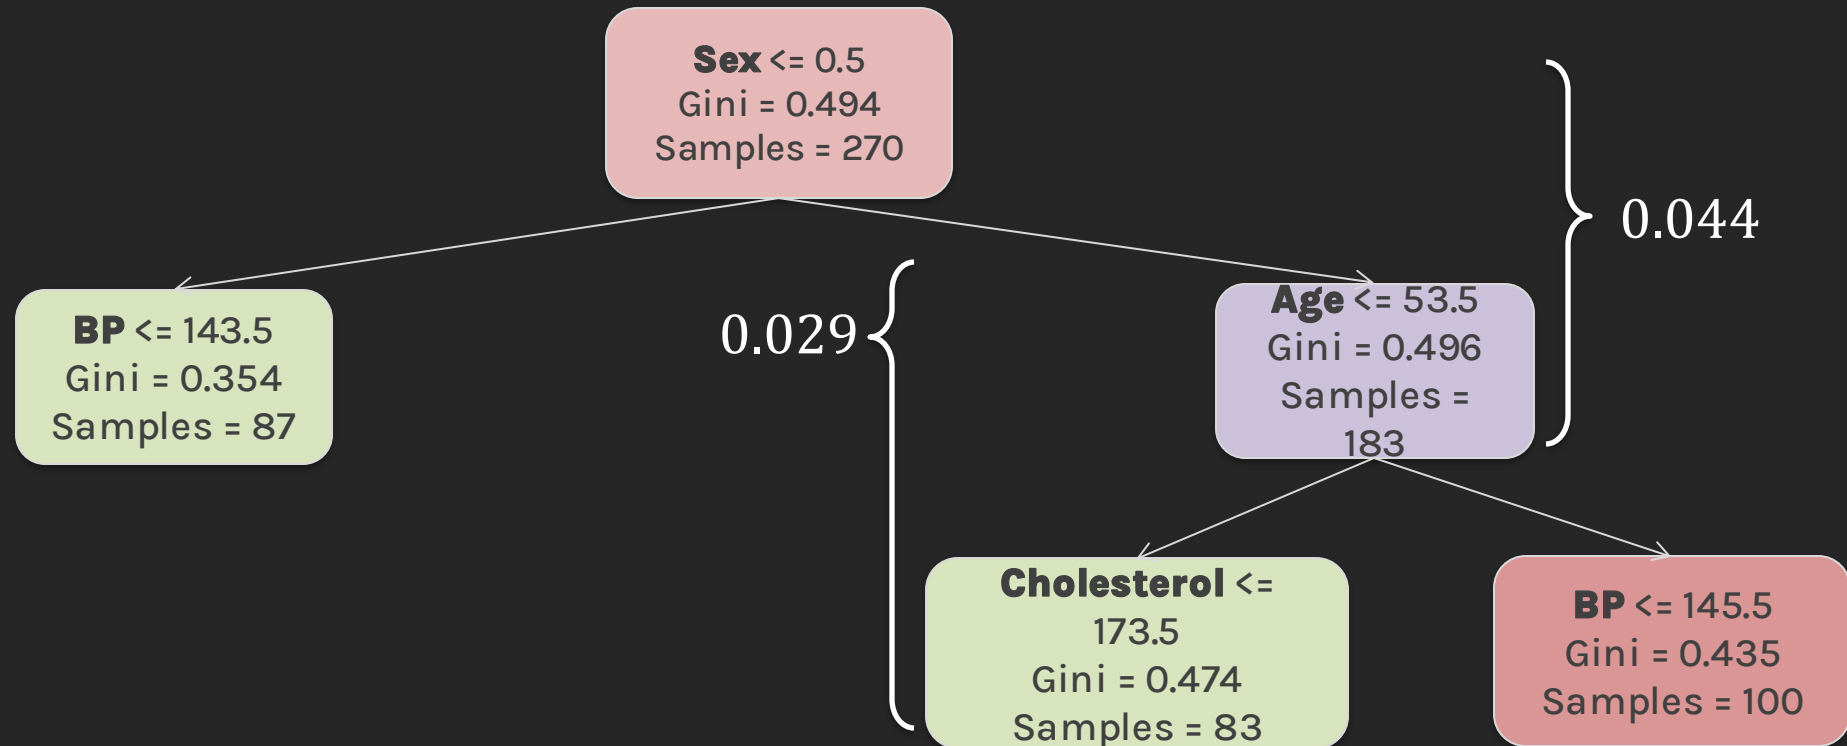 Sex <= 0.5
Gini = 0.494
Samples = 270
0.044
BP <= 143.5
Gini = 0.354
Samples = 87
0.029
Age <= 53.5
Gini = 0.496
Samples =
183
Cholesterol <=
173.5
Gini = 0.474
Samples = 83
BP <= 145.5
Gini = 0.435
Samples = 100